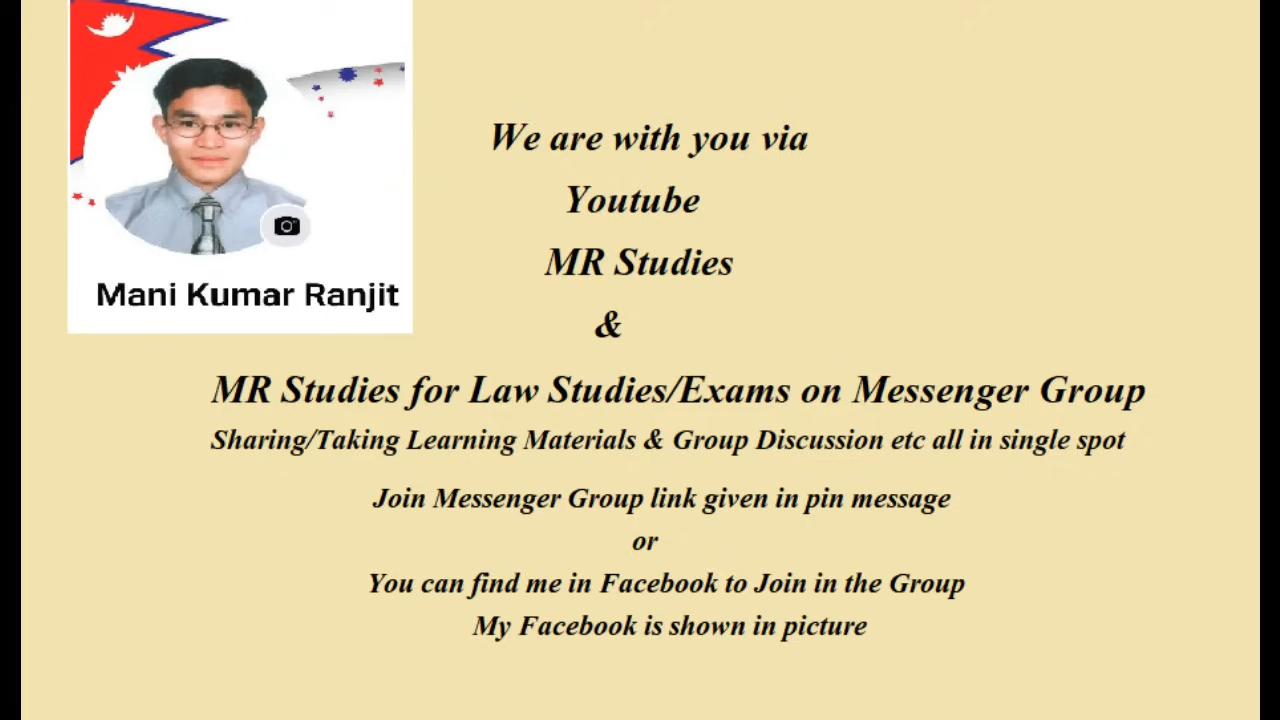 Mani Kumar Ranjit
We are with you via
Youtube
MR Studies
&
MR Studies for Law Studies/Exams on Messenger Group
Sharing/Taking Learning Materials & Group Discussion etc all in single spot
Join Messenger Group link given in pin message
or
You can find me in Facebook to Join in the Group
My Facebook is shown in picture